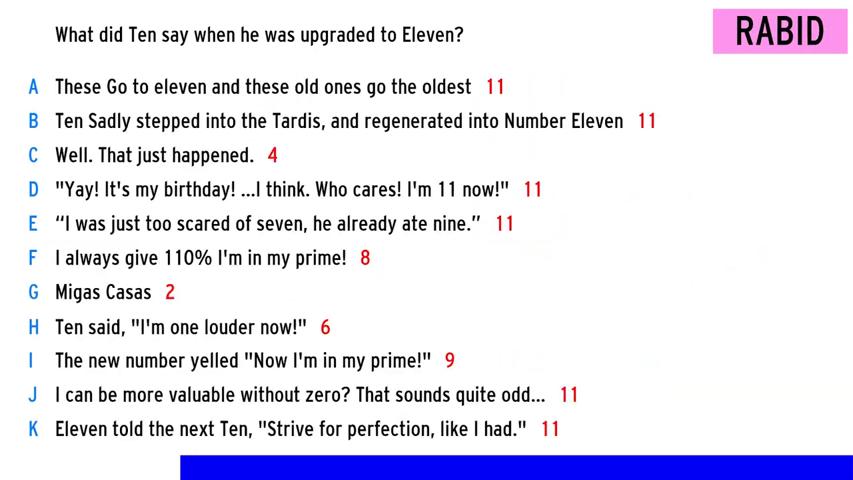 What did Ten say when he was upgraded to Eleven?
RABID
A These Go to eleven and these old ones go the oldest 11
B Ten Sadly stepped into the Tardis, and regenerated into Number Eleven 11
C Well. That just happened. 4
D "Yay! It's my birthday! ...I think. Who cares! I'm 11 now!" 11
E “I was just too scared of seven, he already ate nine.” 11
F I always give 110% I'm in my prime! 8
G Migas Casas 2
H Ten said, "I'm one louder now!" 6
I The new number yelled "Now I'm in my prime!" 9
J I can be more valuable without zero? That sounds quite odd... 11
K Eleven told the next Ten, "Strive for perfection, like I had." 11